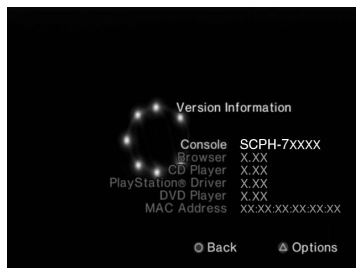 Version Information
Console SCPH-7XXXX
Browser X.XX
CD Player X.XX
PlayStation® Driver X.XX
DVD Player X.XX
MAC Address XX:XX:XX:XX:XX:XX
Back Options